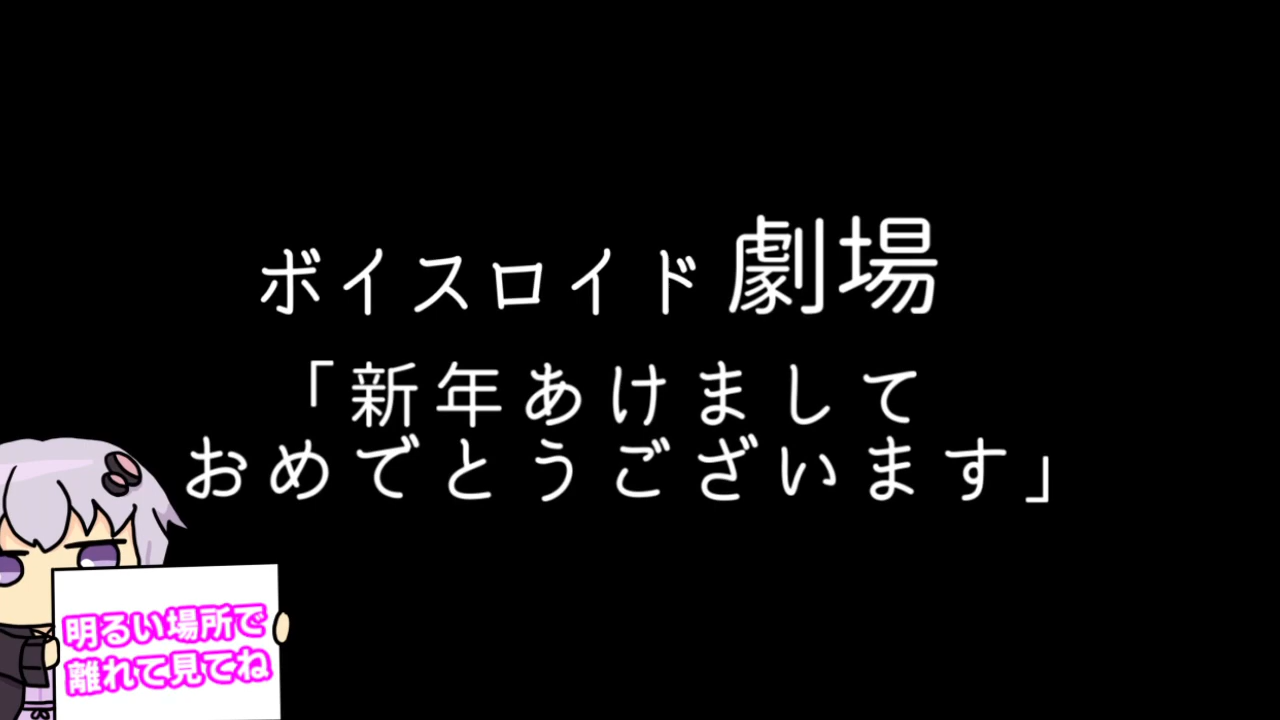 ボイスロイド劇場
「新年あけまして
おめでとうございます」
明るい場所で
離れて見てね